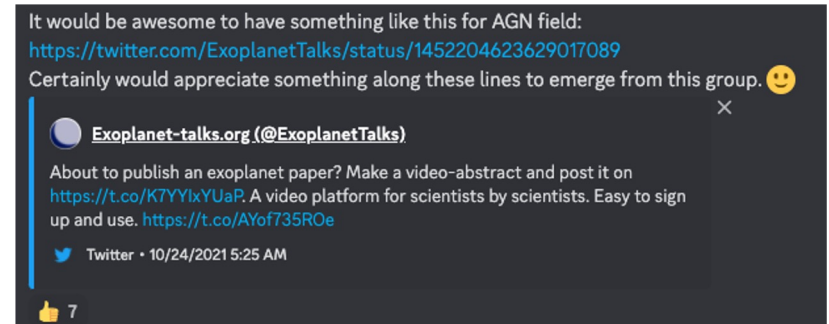 It would be awesome to have something like this for AGN field:
https://twitter.com/ExoplanetTalks/status/1452204623629017089
Certainly would appreciate something along these lines to emerge from this group. 🙂
Exoplanet-talks.org (@ExoplanetTalks)
About to publish an exoplanet paper? Make a video-abstract and post it on
https://t.co/K7YYIxYUaP. A video platform for scientists by scientists. Easy to sign
up and use. https://t.co/AYof735ROe
Twitter • 10/24/2021 5:25 AM
👍 7